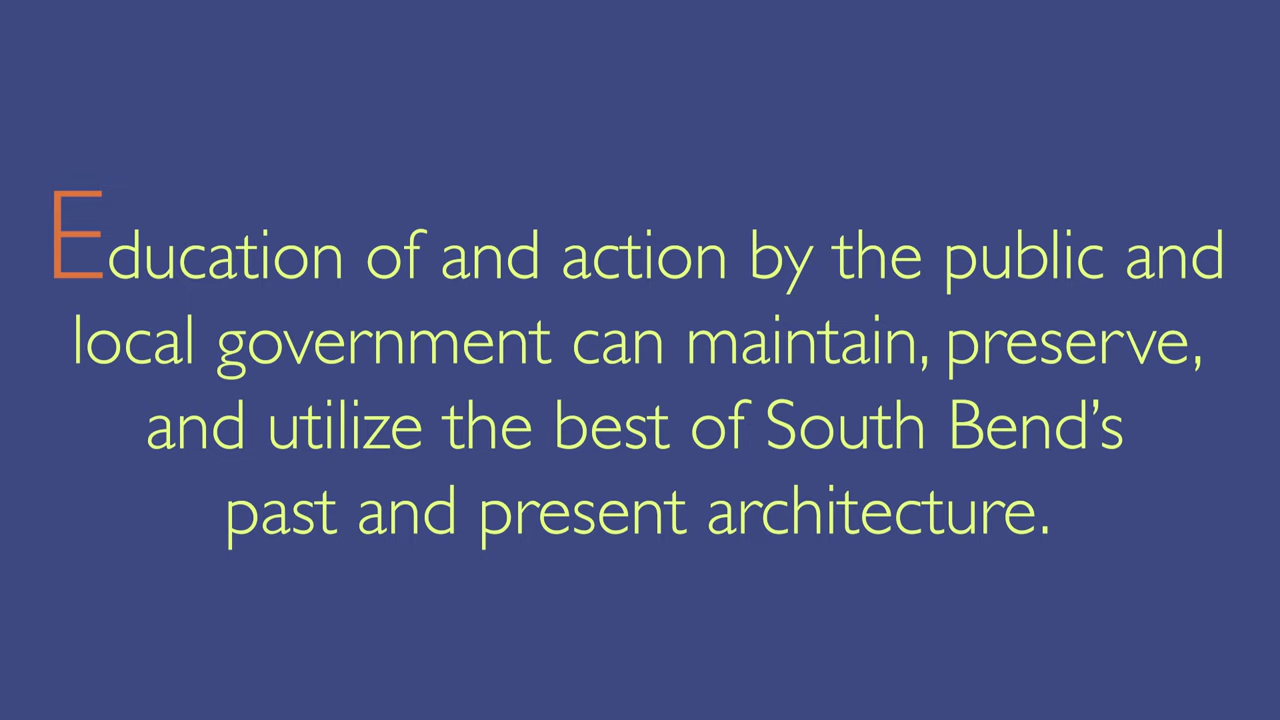 Education of and action by the public and
local government can maintain, preserve,
and utilize the best of South Bend’s
past and present architecture.